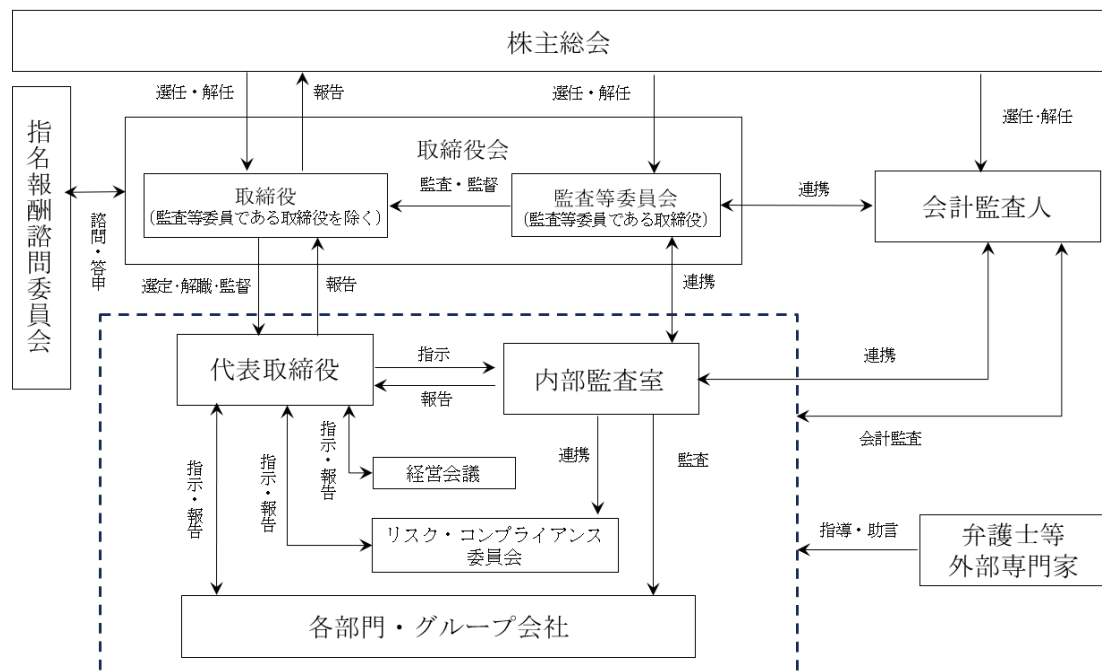 株主総会
選任・解任
報告
選任・解任
選任・解任
指名報酬諮問委員会
諮問・答申
取締役会
取締役
(監査等委員である取締役を除く)
監査・監督
監査等委員会
(監査等委員である取締役)
連携
会計監査人
選定・解職・監督
報告
連携
代表取締役
指示
報告
内部監査室
連携
会計監査
指示・報告
指示・報告
指示・報告
経営会議
連携
監査
リスク・コンプライアンス
委員会
指導・助言
弁護士等
外部専門家
各部門・グループ会社